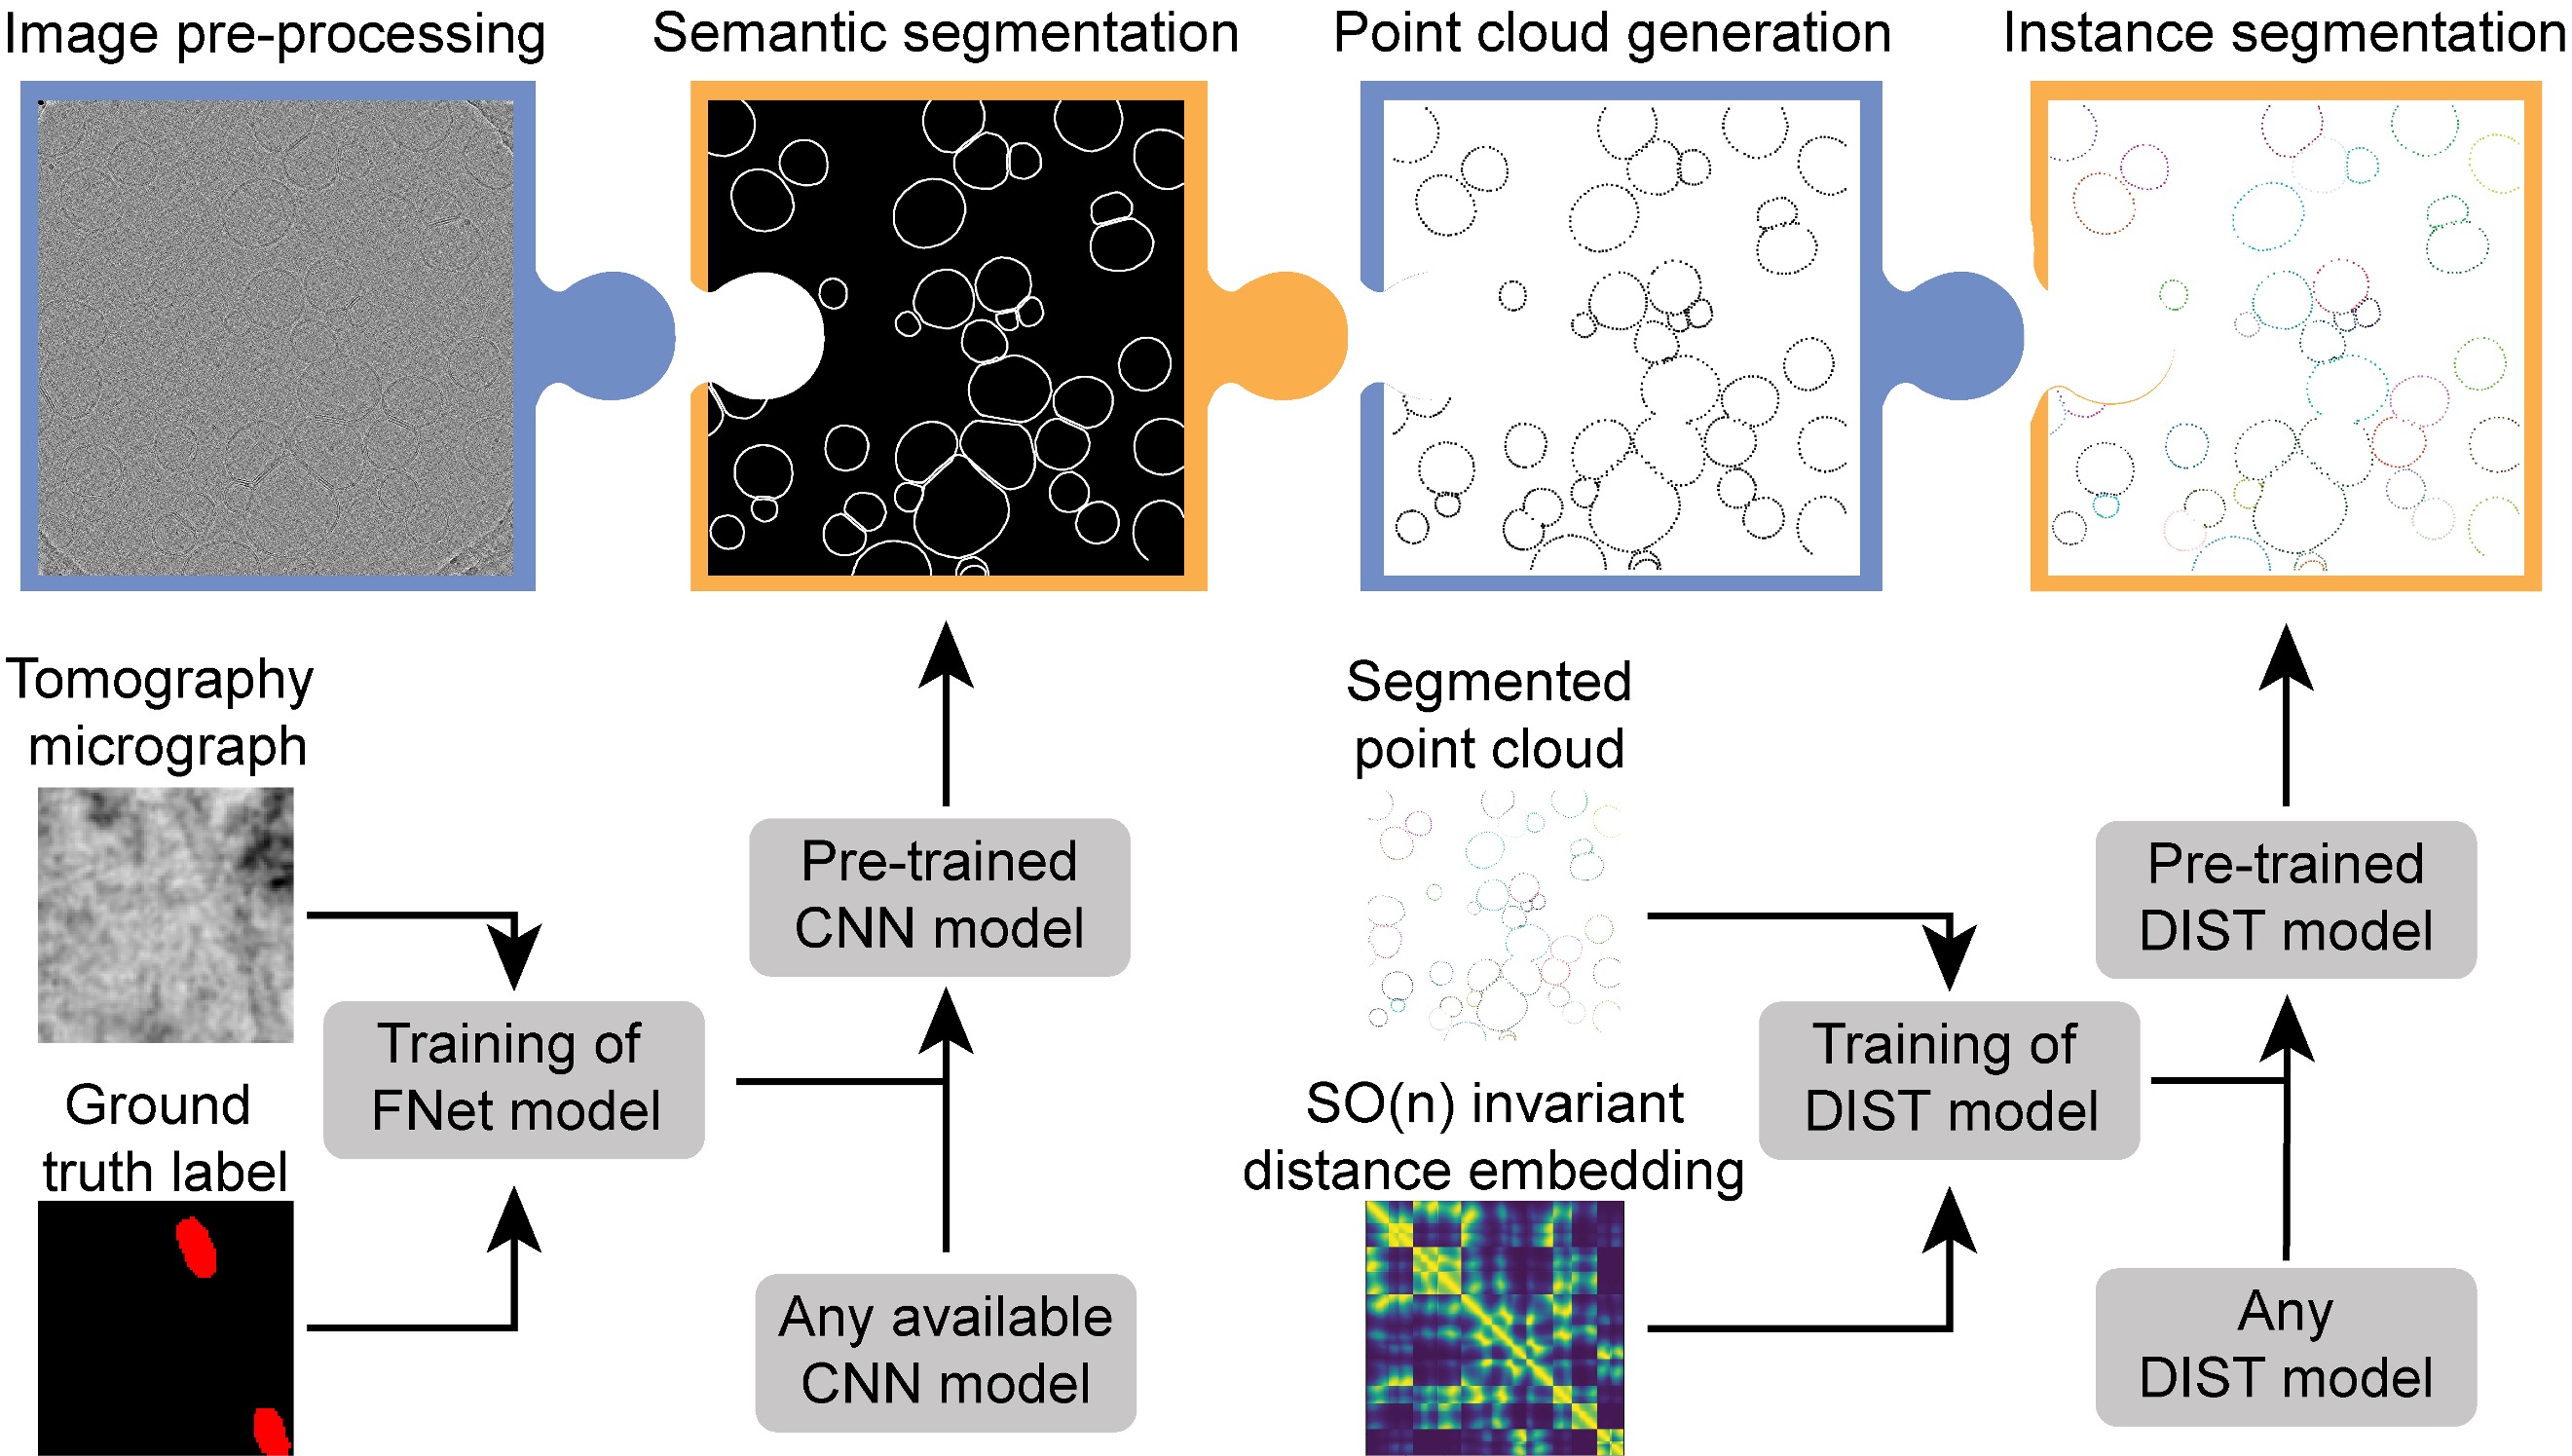 Image pre-processing
Semantic segmentation
Point cloud generation
Instance segmentation
Tomography
micrograph
Ground
truth label
Training of
FNet model
Pre-trained
CNN model
Any available
CNN model
Segmented
point cloud
SO(n) invariant
distance embedding
Training of
DIST model
Pre-trained
DIST model
Any
DIST model